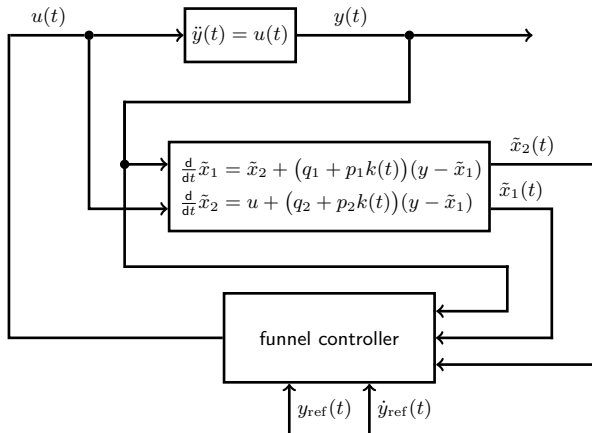 u(t)
ÿ(t) = u(t)
y(t)
d/dt x̃₁ = x̃₂ + (q₁ + p₁k(t))(y − x̃₁)
d/dt x̃₂ = u + (q₂ + p₂k(t))(y − x̃₁)
x̃₂(t)
x̃₁(t)
funnel controller
y_ref(t)
ẏ_ref(t)